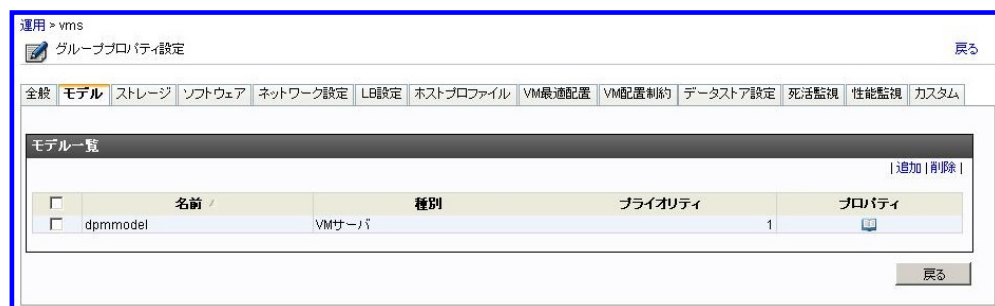 運用 > vms
グループプロパティ設定 戻る
全般 モデル ストレージ ソフトウェア ネットワーク設定 LB設定 ホストプロファイル VM最適配置 VM配置制約 データストア設定 死活監視 性能監視 カスタム
モデル一覧
| 追加 | 削除 |
名前 種別 プライオリティ プロパティ
dpmmodel VMサーバ 1
戻る